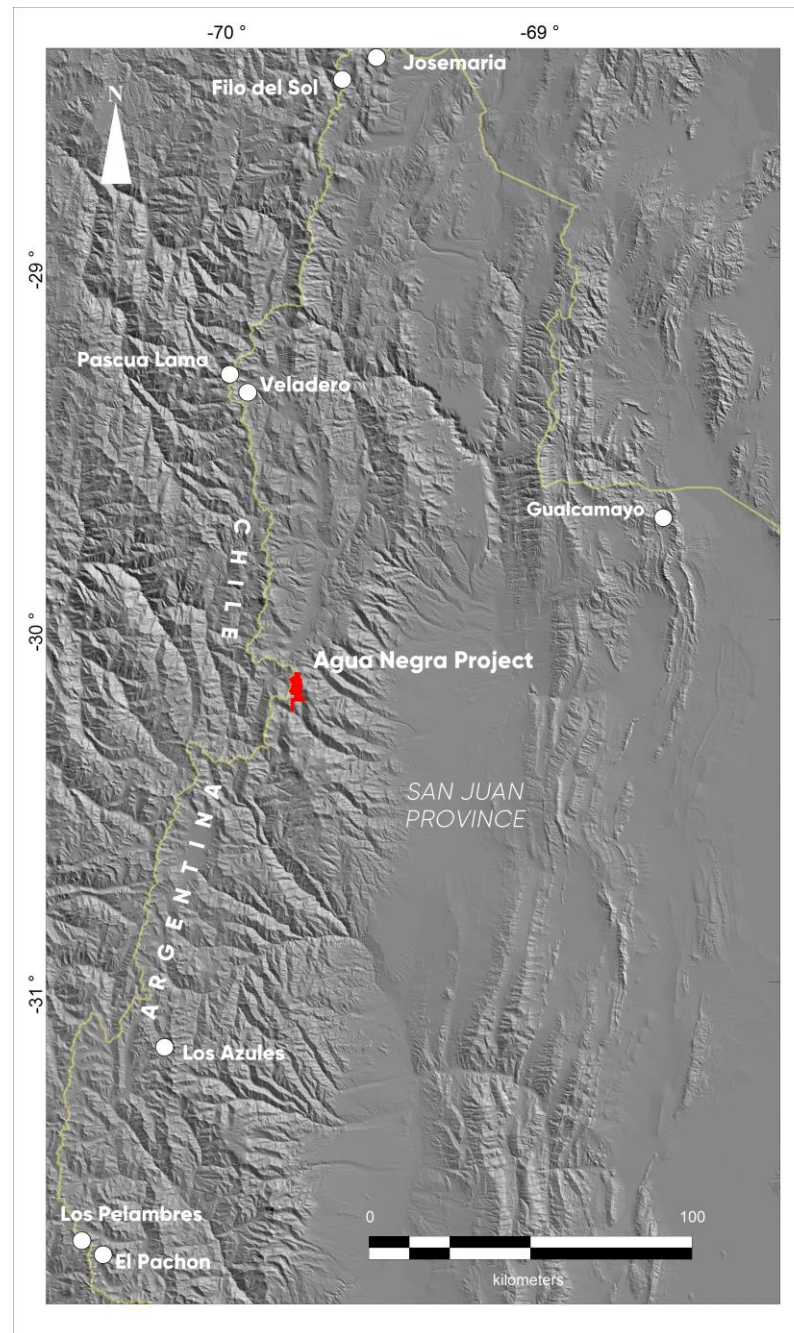 -70 °
-69 °
Josemaria
Filo del Sol
N
-29 °
Pascua Lama
Veladero
Gualcamayo
CHILE
-30 °
Agua Negra Project
SAN JUAN
PROVINCE
ARGENTINA
-31 °
Los Azules
Los Pelambres
El Pachon
0
100
kilometers